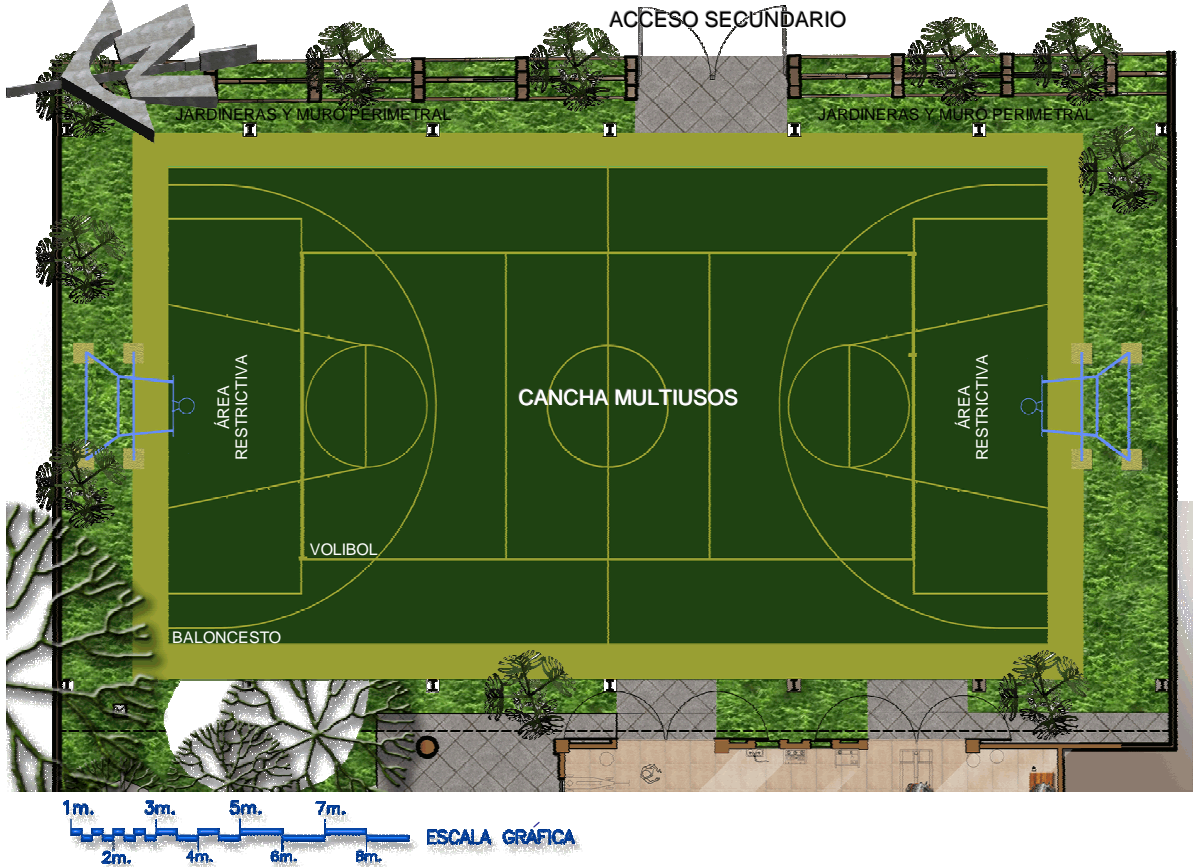 ACCESO SECUNDARIO
JARDINERAS Y MURO PERIMETRAL
JARDINERAS Y MURO PERIMETRAL
ÁREA
RESTRICTIVA
CANCHA MULTIUSOS
ÁREA
RESTRICTIVA
VOLIBOL
BALONCESTO
1m. 3m. 5m. 7m.
2m. 4m. 6m. 8m.
ESCALA GRÁFICA